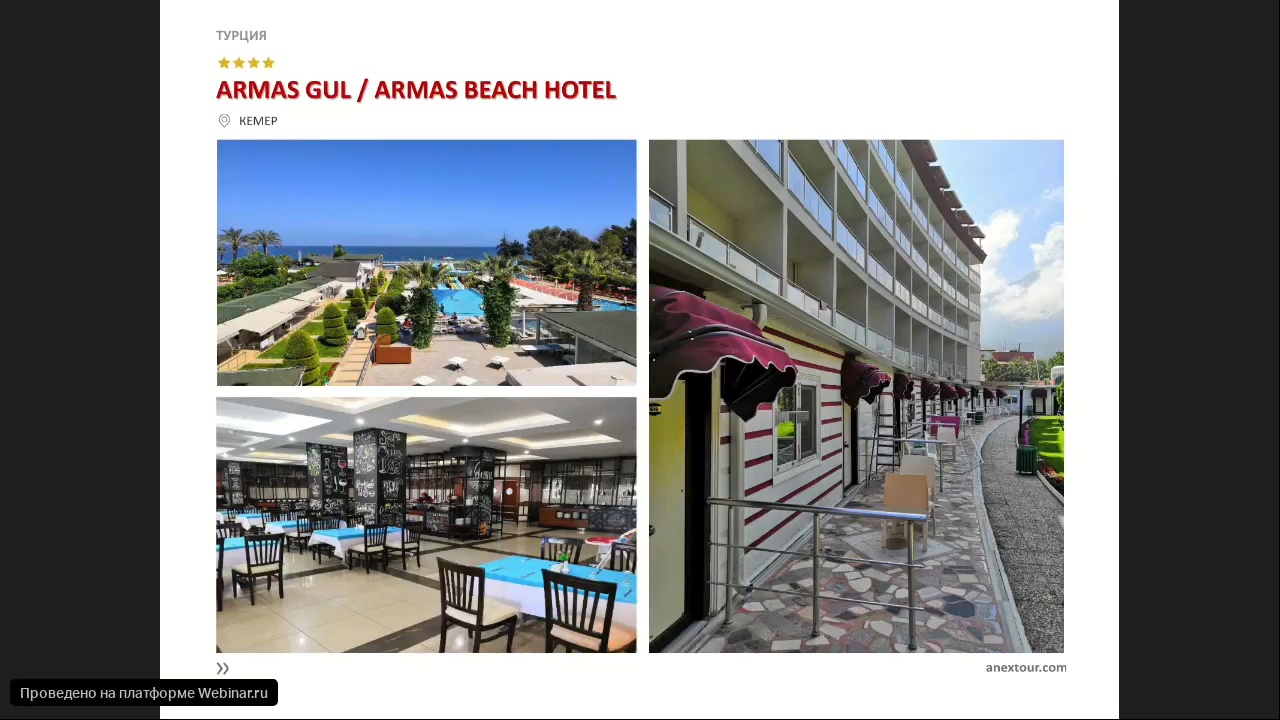 ТУРЦИЯ
ARMAS GUL / ARMAS BEACH HOTEL
КЕМЕР
anextour.com
Проведено на платформе Webinar.ru